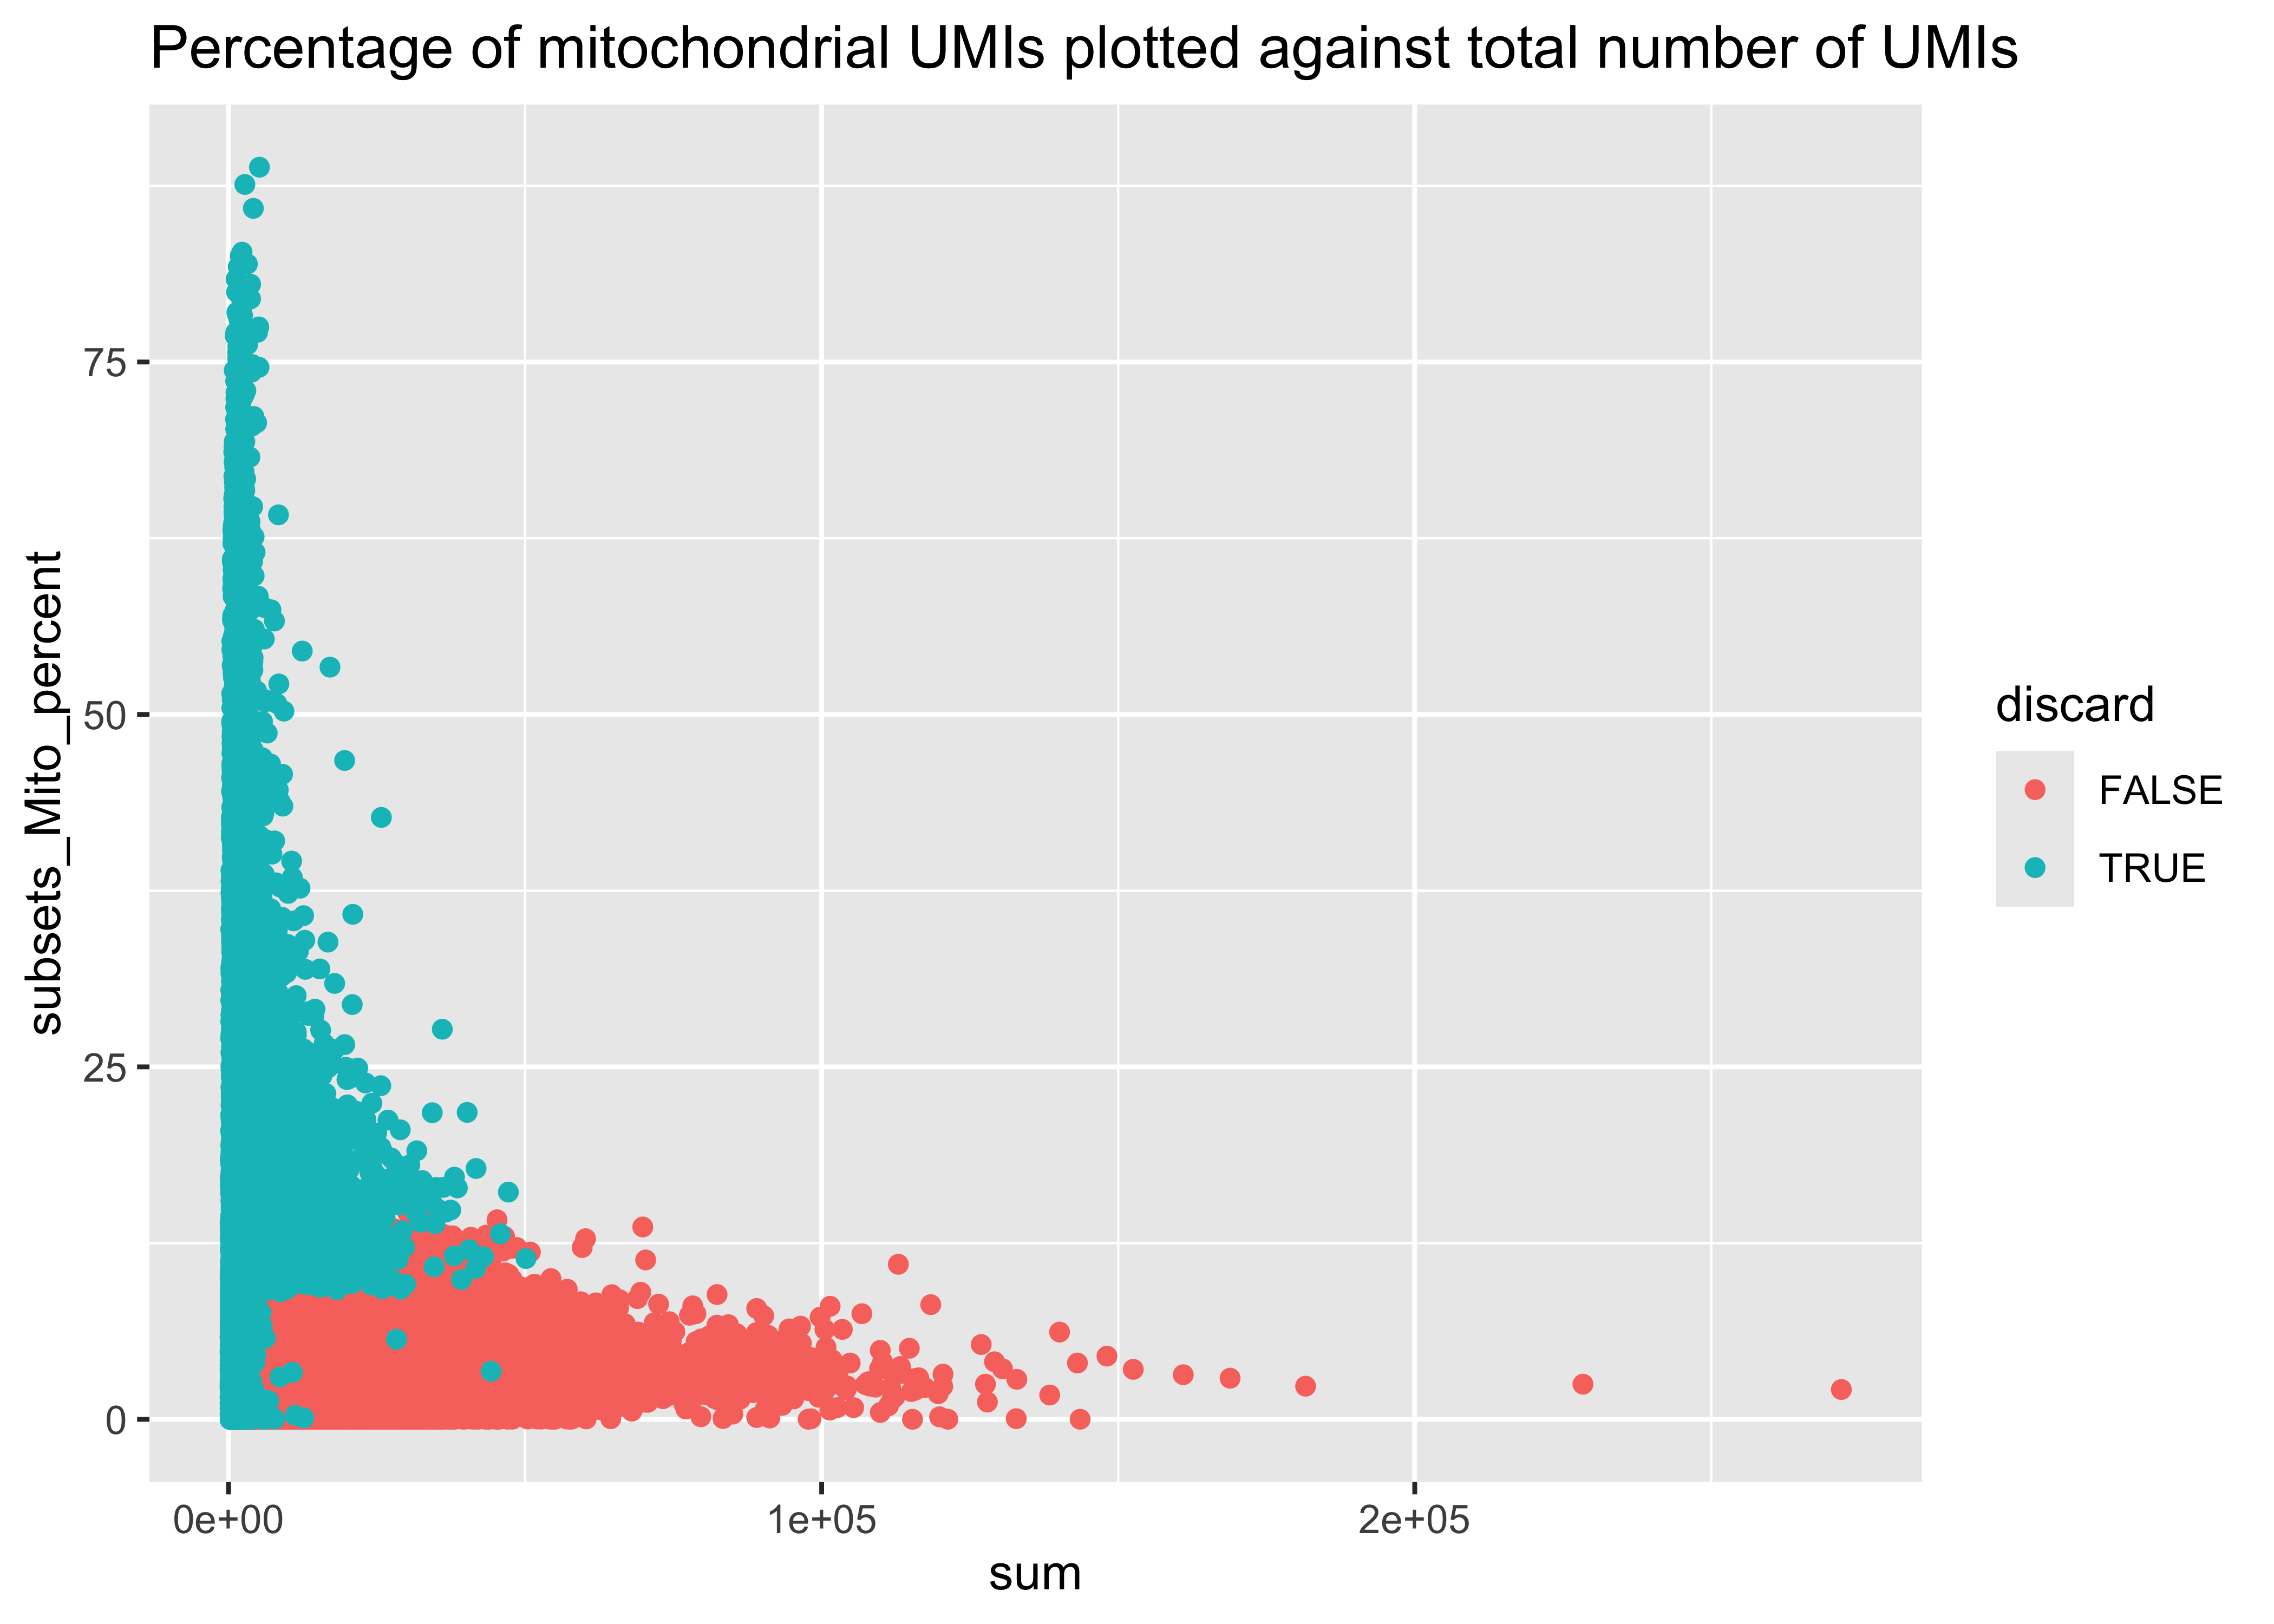 Percentage of mitochondrial UMIs plotted against total number of UMIs
subsets_Mito_percent
75
50
25
0
0e+00
1e+05
2e+05
sum
discard
FALSE
TRUE